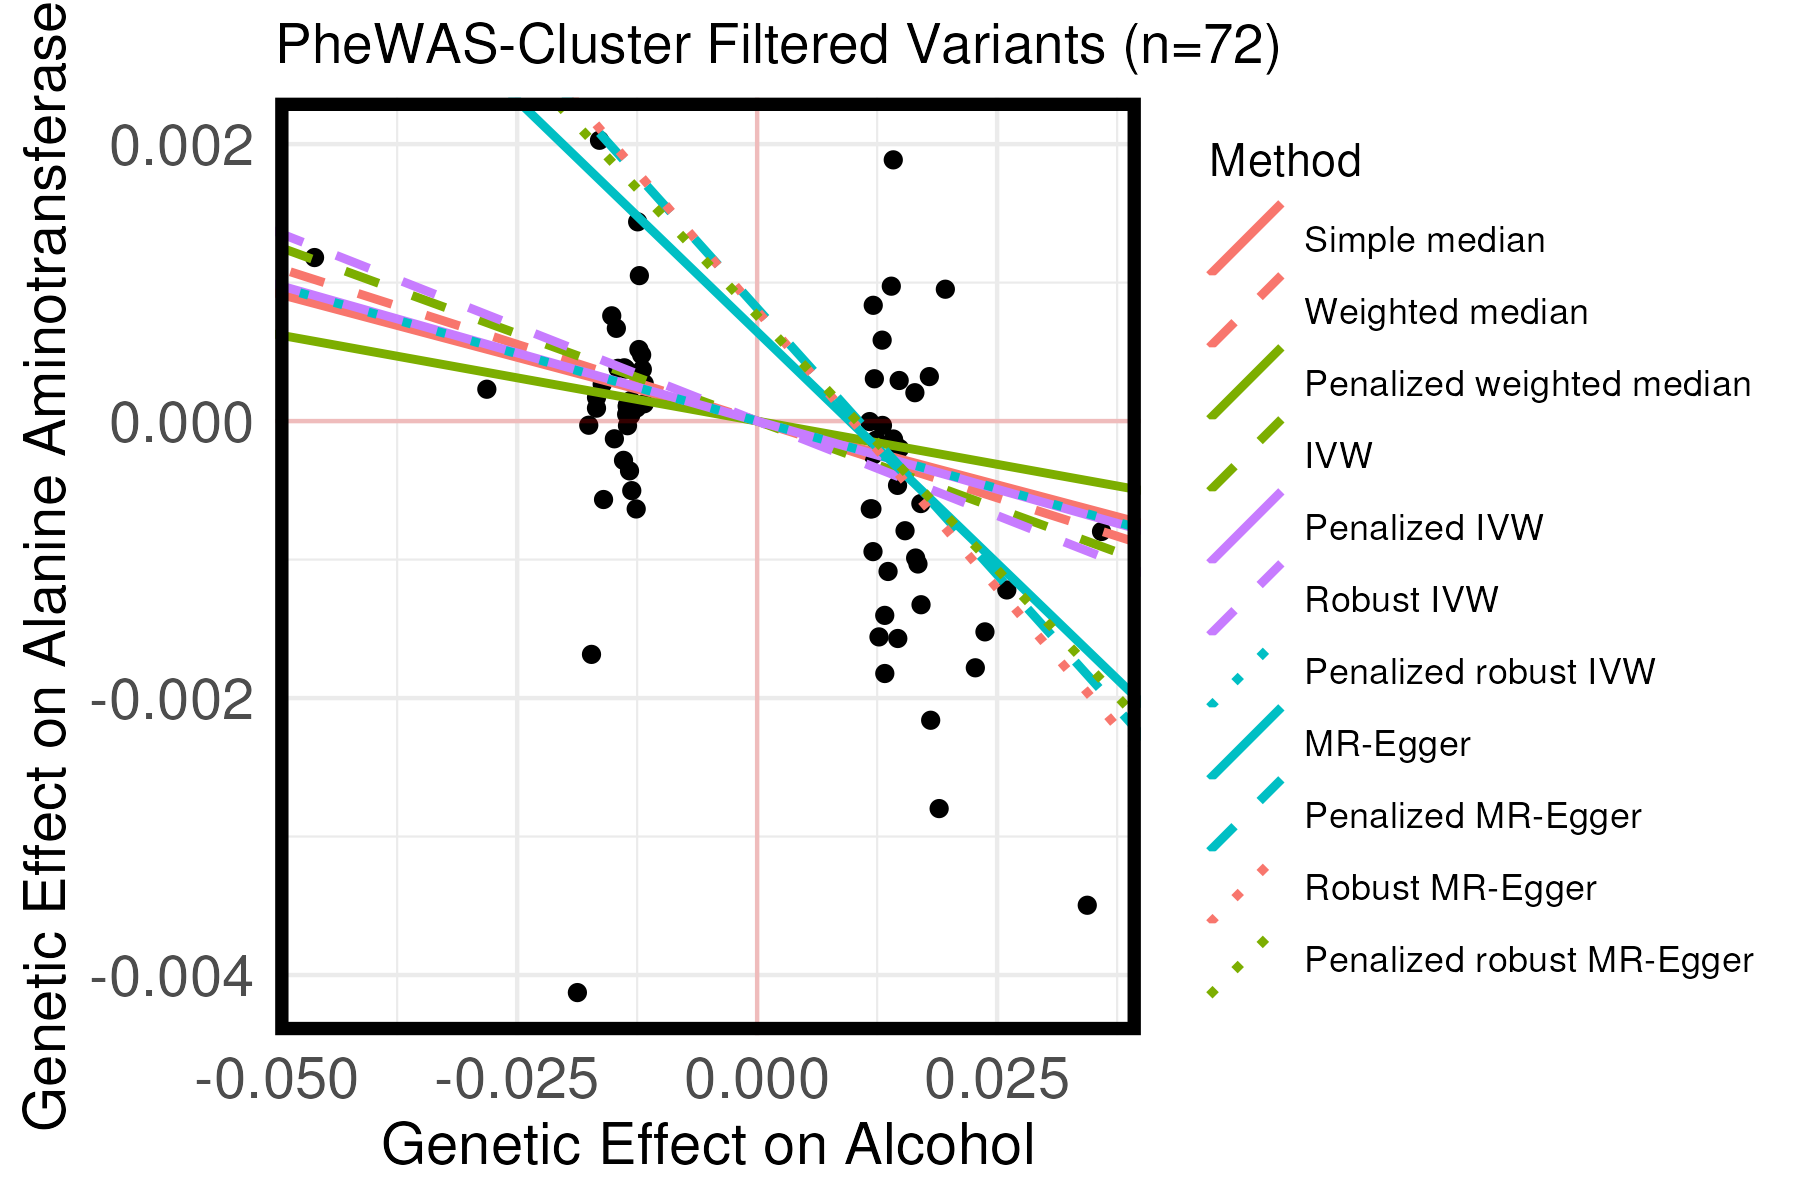 PheWAS-Cluster Filtered Variants (n=72)
Genetic Effect on Alanine Aminotransferase
0.002
0.000
-0.002
-0.004
-0.050
-0.025
0.000
0.025
Genetic Effect on Alcohol
Method
Simple median
Weighted median
Penalized weighted median
IVW
Penalized IVW
Robust IVW
Penalized robust IVW
MR-Egger
Penalized MR-Egger
Robust MR-Egger
Penalized robust MR-Egger